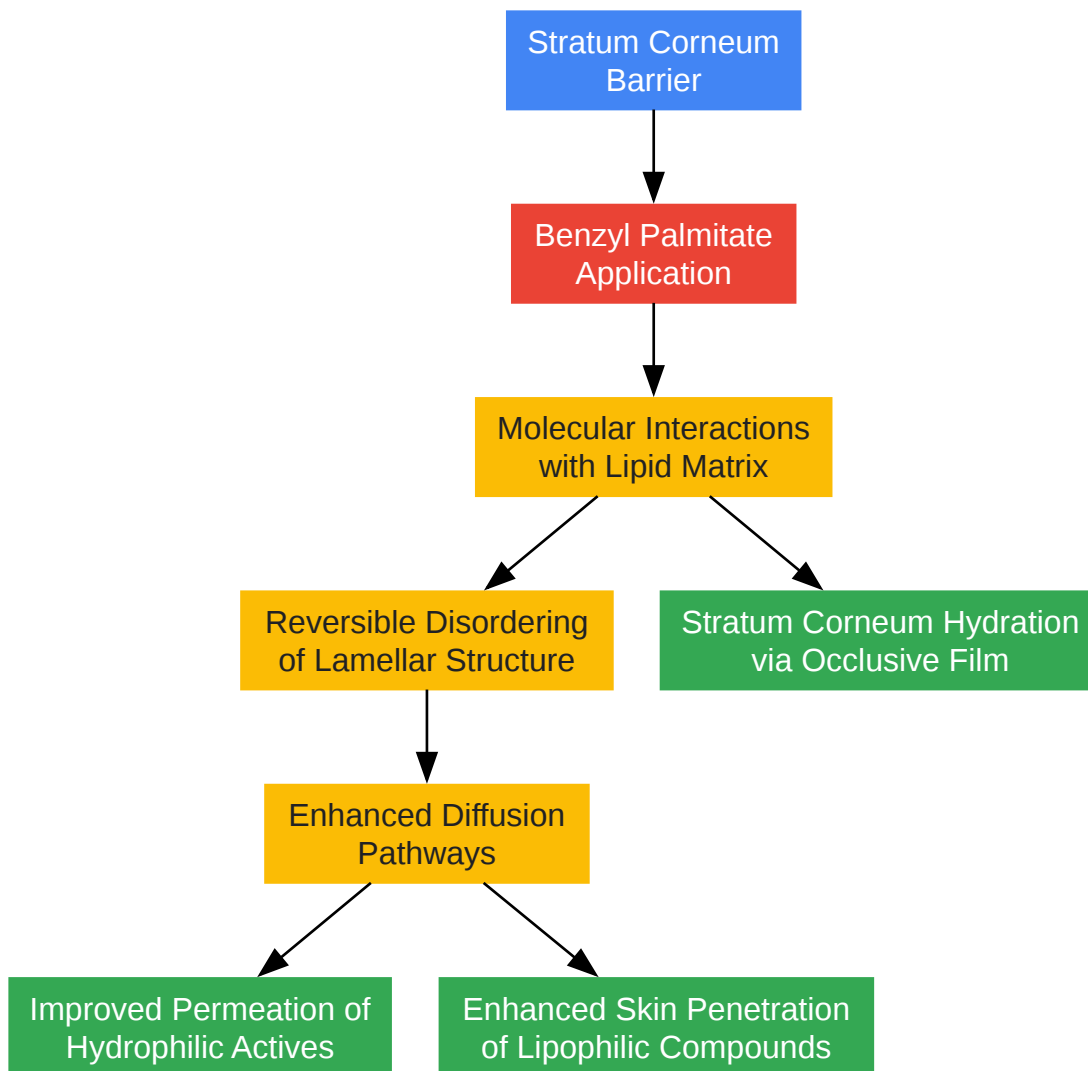 Stratum Corneum
Barrier
Benzyl Palmitate
Application
Molecular Interactions
with Lipid Matrix
Reversible Disordering
of Lamellar Structure
Stratum Corneum Hydration
via Occlusive Film
Enhanced Diffusion
Pathways
Improved Permeation of
Hydrophilic Actives
Enhanced Skin Penetration
of Lipophilic Compounds